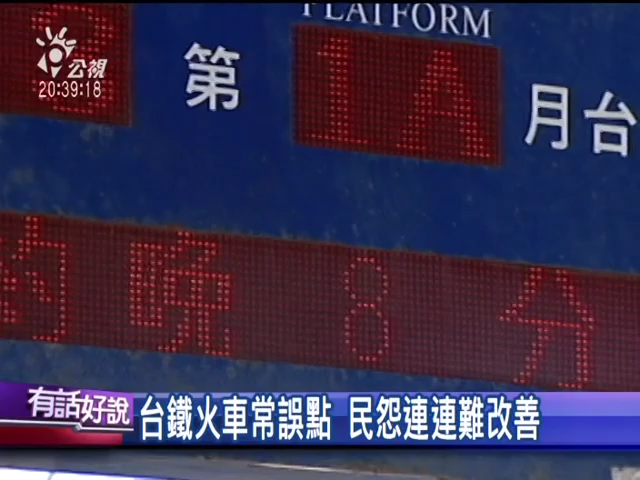 PLATFORM
公視
20:39:18
第 1A 月台
約晚 8 分
有話好說
台鐵火車常誤點 民怨連連難改善